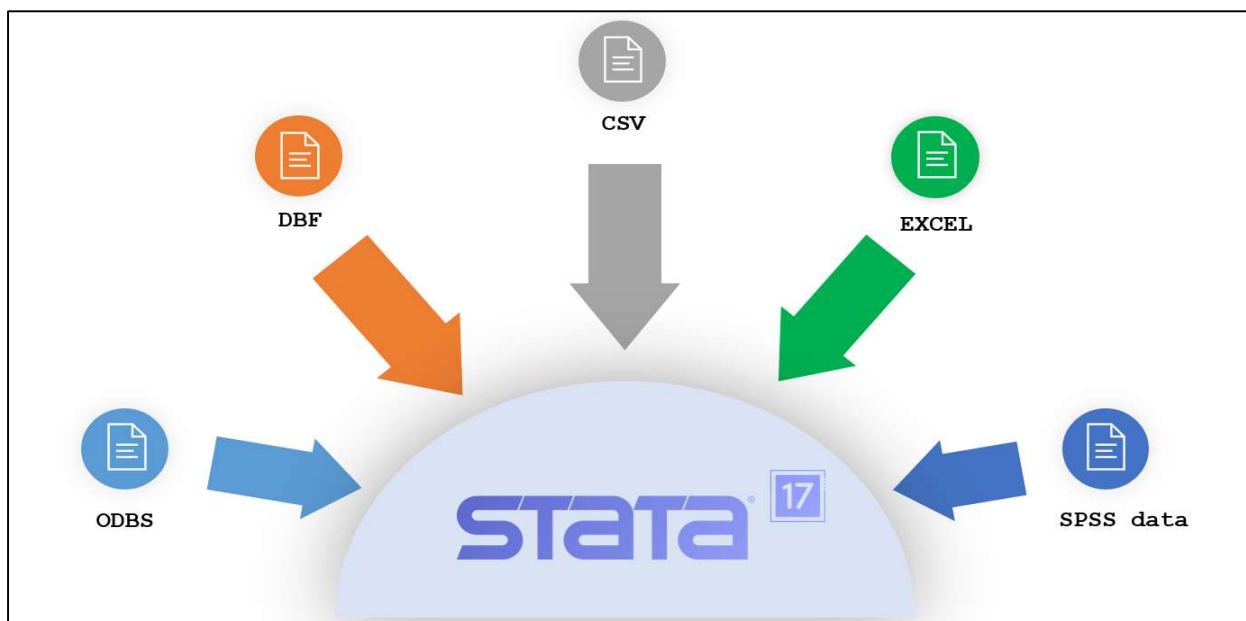 CSV
DBF
EXCEL
ODBS
SPSS data
STaTa® 17